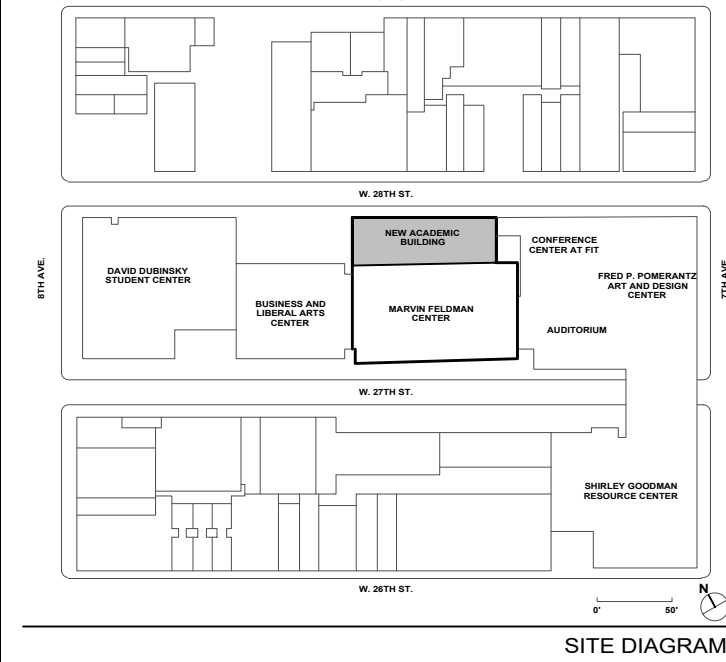 W. 28TH ST.
8TH AVE.
DAVID DUBINSKY
STUDENT CENTER
BUSINESS AND
LIBERAL ARTS
CENTER
NEW ACADEMIC
BUILDING
MARVIN FELDMAN
CENTER
CONFERENCE
CENTER AT FIT
FRED P. POMERANTZ
ART AND DESIGN
CENTER
AUDITORIUM
7TH AVE.
W. 27TH ST.
SHIRLEY GOODMAN
RESOURCE CENTER
W. 26TH ST.
0'
50'
N
SITE DIAGRAM